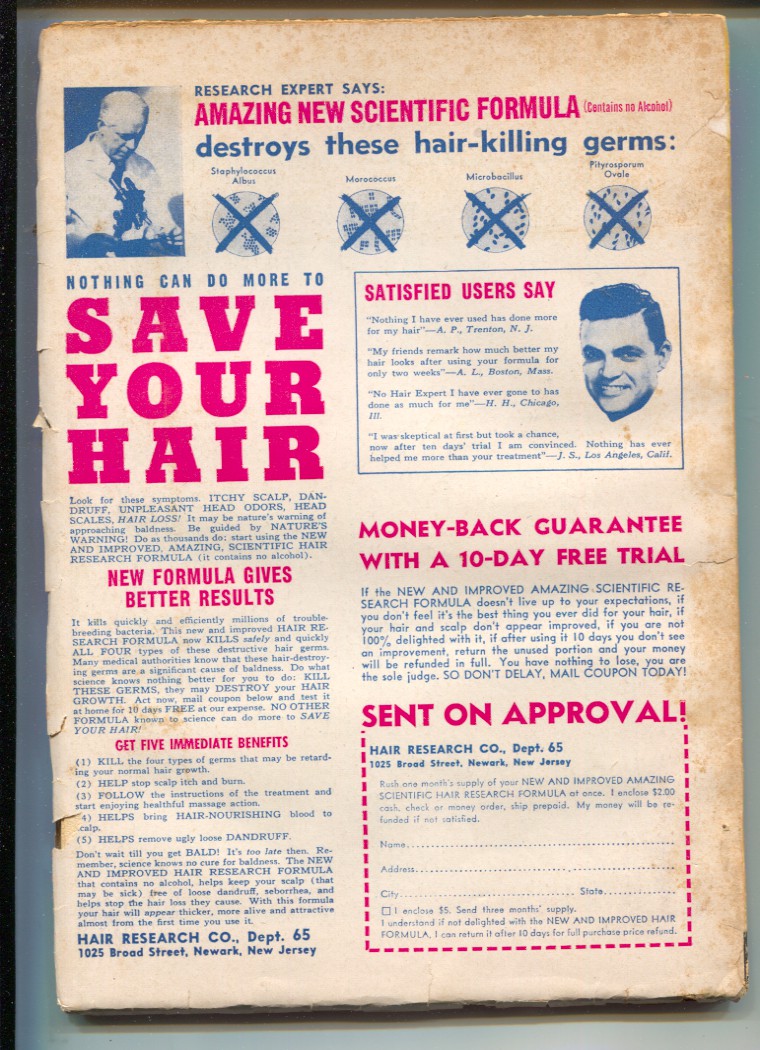 RESEARCH EXPERT SAYS:
AMAZING NEW SCIENTIFIC FORMULA (Contains no Alcohol)
destroys these hair-killing germs:
Staphylococcus
Albus
Morococcus
Microbacillus
Pityrosporum
Ovale
NOTHING CAN DO MORE TO
SAVE
YOUR
HAIR
Look for these symptoms. ITCHY SCALP, DAN-
DRUFF, UNPLEASANT HEAD ODORS, HEAD
SCALES, HAIR LOSS! It may be nature's warning of
approaching baldness. Be guided by NATURE'S
WARNING! Do as thousands do: start using the NEW
AND IMPROVED, AMAZING, SCIENTIFIC HAIR
RESEARCH FORMULA (it contains no alcohol).
NEW FORMULA GIVES
BETTER RESULTS
It kills quickly and efficiently millions of trouble-
breeding bacteria. This new and improved HAIR RE-
SEARCH FORMULA now KILLS safely and quickly
ALL FOUR types of these destructive hair germs.
Many medical authorities know that these hair-destroy-
ing germs are a significant cause of baldness. Do what
science knows nothing better for you to do: KILL
THESE GERMS, they may DESTROY your HAIR
GROWTH. Act now, mail coupon below and test it
at home for 10 days FREE at our expense. NO OTHER
FORMULA known to science can do more to SAVE
YOUR HAIR!
GET FIVE IMMEDIATE BENEFITS
(1) KILL the four types of germs that may be retard-
ing your normal hair growth.
(2) HELP stop scalp itch and burn.
(3) FOLLOW the instructions of the treatment and
start enjoying healthful massage action.
4) HELPS bring HAIR-NOURISHING blood to
calp.
(5) HELPS remove ugly loose DANDRUFF.
Don't wait till you get BALD! It's too late then. Re-
member, science knows no cure for baldness. The NEW
AND IMPROVED HAIR RESEARCH FORMULA
that contains no alcohol, helps keep your scalp (that
may be sick) free of loose dandruff, seborrhea, and
helps stop the hair loss they cause. With this formula
your hair will appear thicker, more alive and attractive
almost from the first time you use it.
HAIR RESEARCH CO., Dept. 65
1025 Broad Street, Newark, New Jersey
SATISFIED USERS SAY
"Nothing I have ever used has done more
for my hair"—A. P., Trenton, N. J.
"My friends remark how much better my
hair looks after using your formula for
only two weeks"—A. L., Boston, Mass.
"No Hair Expert I have ever gone to has
done as much for me"—H. H., Chicago,
Ill.
"I was skeptical at first but took a chance,
now after ten days' trial I am convinced. Nothing has ever
helped me more than your treatment"—J. S., Los Angeles, Calif.
MONEY-BACK GUARANTEE
WITH A 10-DAY FREE TRIAL
If the NEW AND IMPROVED AMAZING SCIENTIFIC RE-
SEARCH FORMULA doesn't live up to your expectations, if
you don't feel it's the best thing you ever did for your hair, if
your hair and scalp don't appear improved, if you are not
100% delighted with it, if after using it 10 days you don't see
an improvement, return the unused portion and your money
will be refunded in full. You have nothing to lose, you are
the sole judge. SO DON'T DELAY, MAIL COUPON TODAY!
SENT ON APPROVAL!
HAIR RESEARCH CO., Dept. 65
1025 Broad Street, Newark, New Jersey
Rush one month's supply of your NEW AND IMPROVED AMAZING
SCIENTIFIC HAIR RESEARCH FORMULA at once. I enclose $2.00
cash, check or money order, ship prepaid. My money will be re-
funded if not satisfied.
Name
Address
City State
I enclose $5. Send three months' supply.
I understand if not delighted with the NEW AND IMPROVED HAIR
FORMULA, I can return it after 10 days for full purchase price refund.